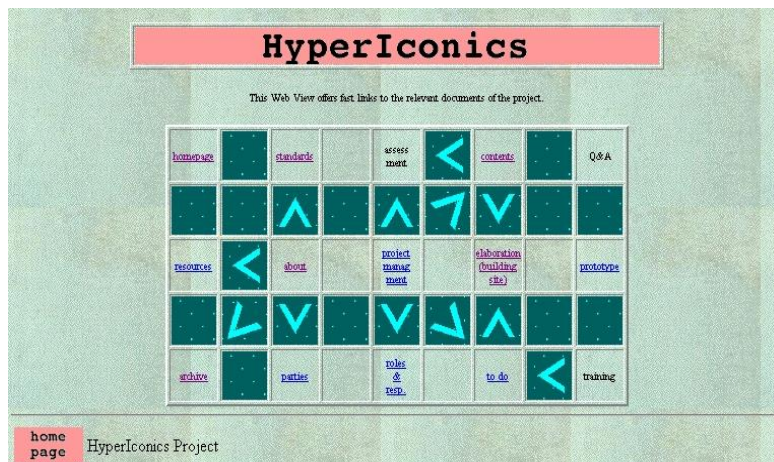 HyperIconics
This Web View offers fast links to the relevant documents of the project.
homepage
standards
assess
ment
contents
Q&A
resources
about
project
manag
ment
elaboration
(building
site)
prototype
archive
parties
roles
&
resp.
to do
training
home
page
HyperIconics Project